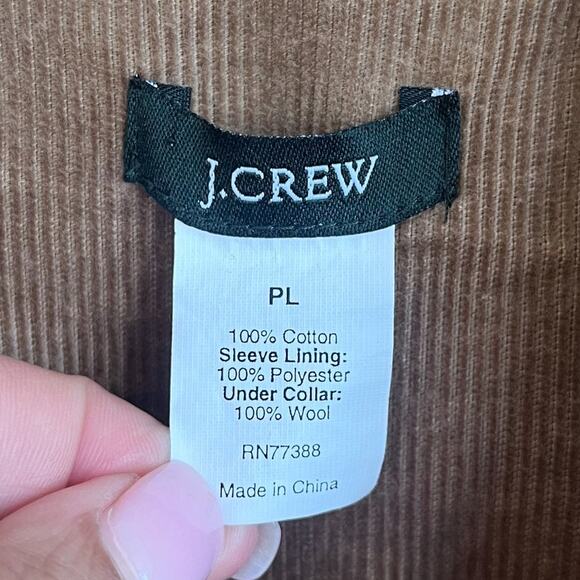 J.CREW
PL
100% Cotton
Sleeve Lining:
100% Polyester
Under Collar:
100% Wool
RN77388
Made in China